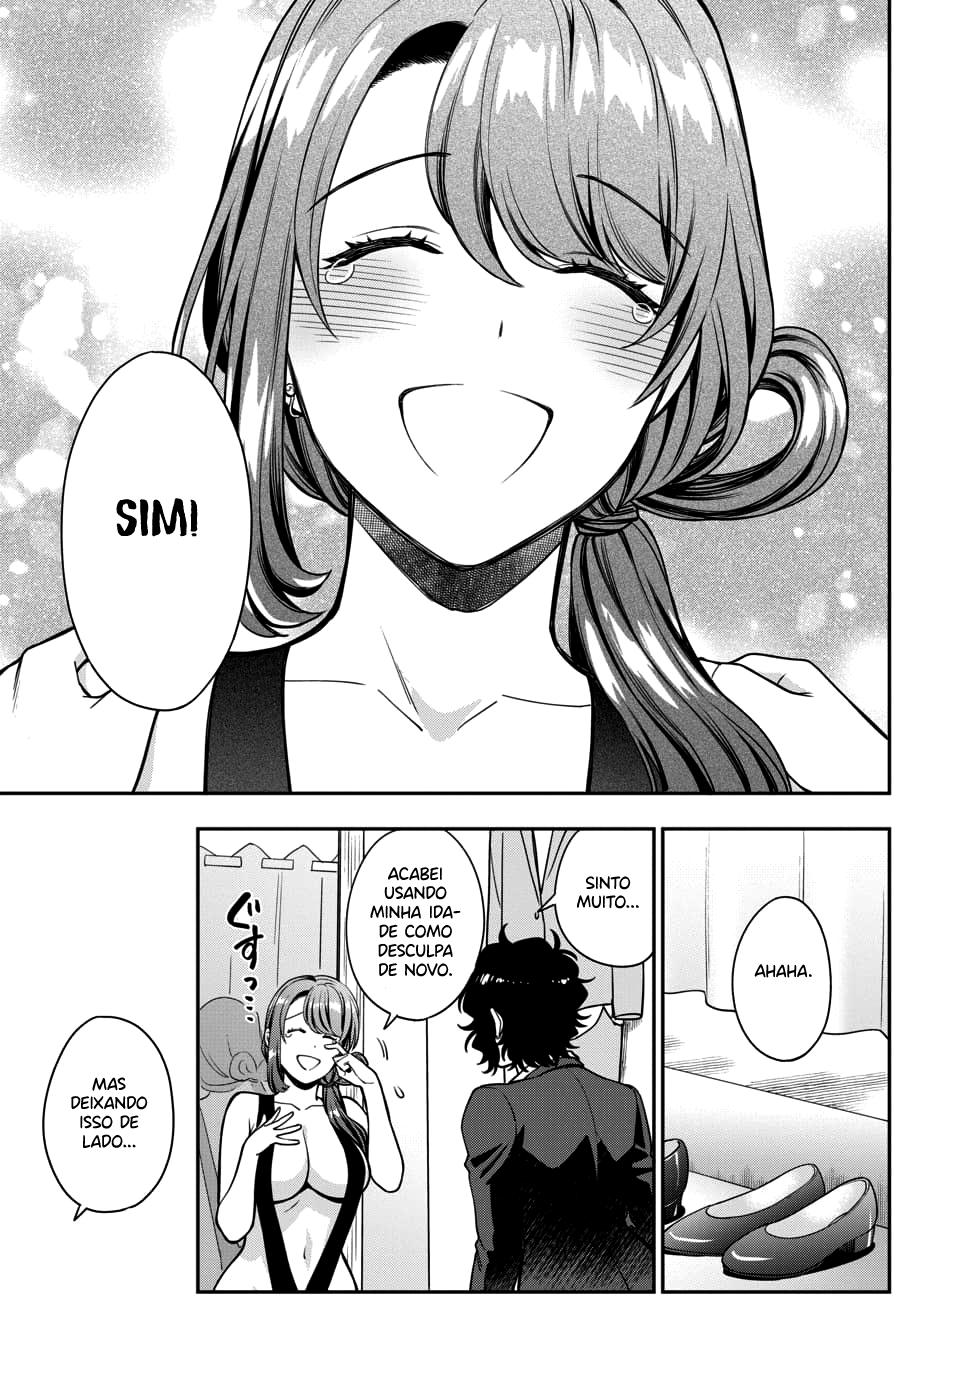 SIM!
AHAHA.
SINTO
MUITO...
ACABEI
USANDO
MINHA IDA-
DE COMO
DESCULPA
DE NOVO.
ぐすっ…
MAS
DEIXANDO
ISSO DE
LADO...